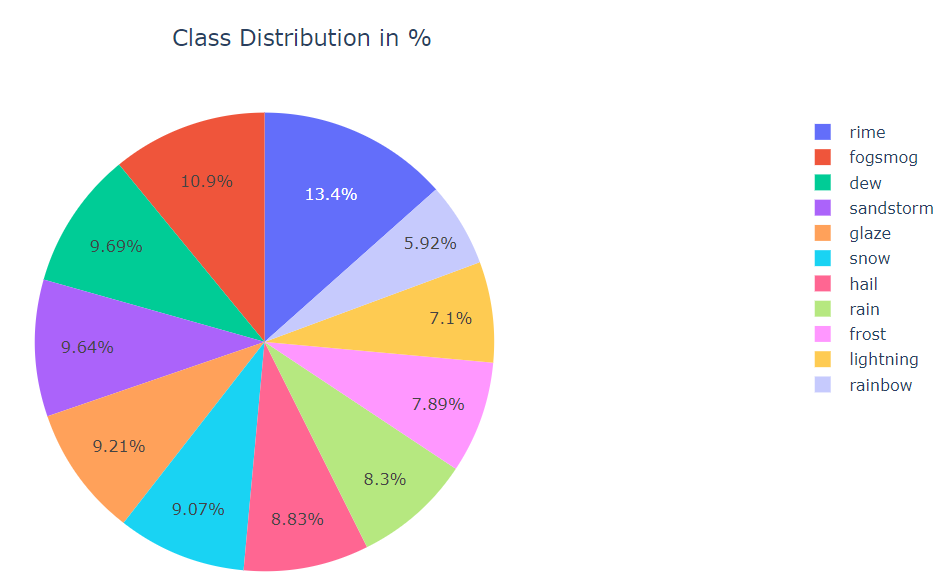 Class Distribution in %
13.4%
10.9%
9.69%
9.64%
9.21%
9.07%
8.83%
8.3%
7.89%
7.1%
5.92%
rime
fogsmog
dew
sandstorm
glaze
snow
hail
rain
frost
lightning
rainbow